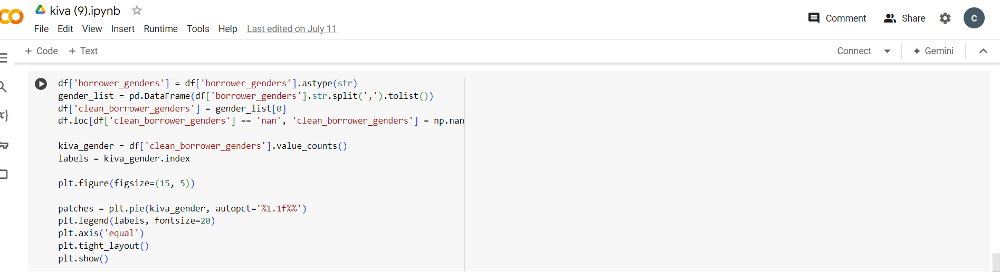 kiva (9).ipynb
File Edit View Insert Runtime Tools Help Last edited on July 11
Comment Share C
+ Code + Text
Connect Gemini
df['borrower_genders'] = df['borrower_genders'].astype(str)
gender_list = pd.DataFrame(df['borrower_genders'].str.split(',').tolist())
df['clean_borrower_genders'] = gender_list[0]
df.loc[df['clean_borrower_genders'] == 'nan', 'clean_borrower_genders'] = np.nan
kiva_gender = df['clean_borrower_genders'].value_counts()
labels = kiva_gender.index
plt.figure(figsize=(15, 5))
patches = plt.pie(kiva_gender, autopct='%1.1f%%')
plt.legend(labels, fontsize=20)
plt.axis('equal')
plt.tight_layout()
plt.show()